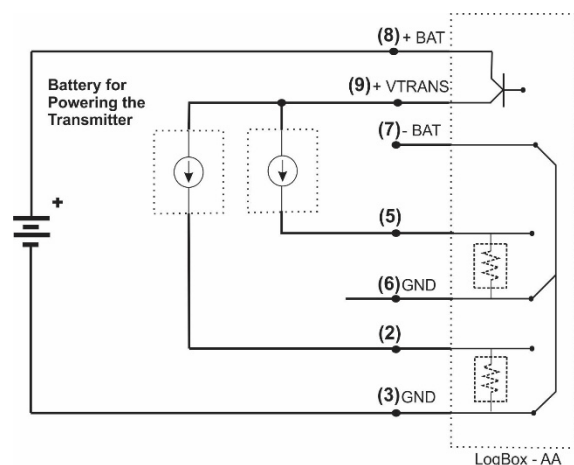 (8) + BAT
Battery for
Powering the
Transmitter
(9) + VTRANS
(7) - BAT
+
(5)
(6) GND
(2)
(3) GND
LogBox - AA